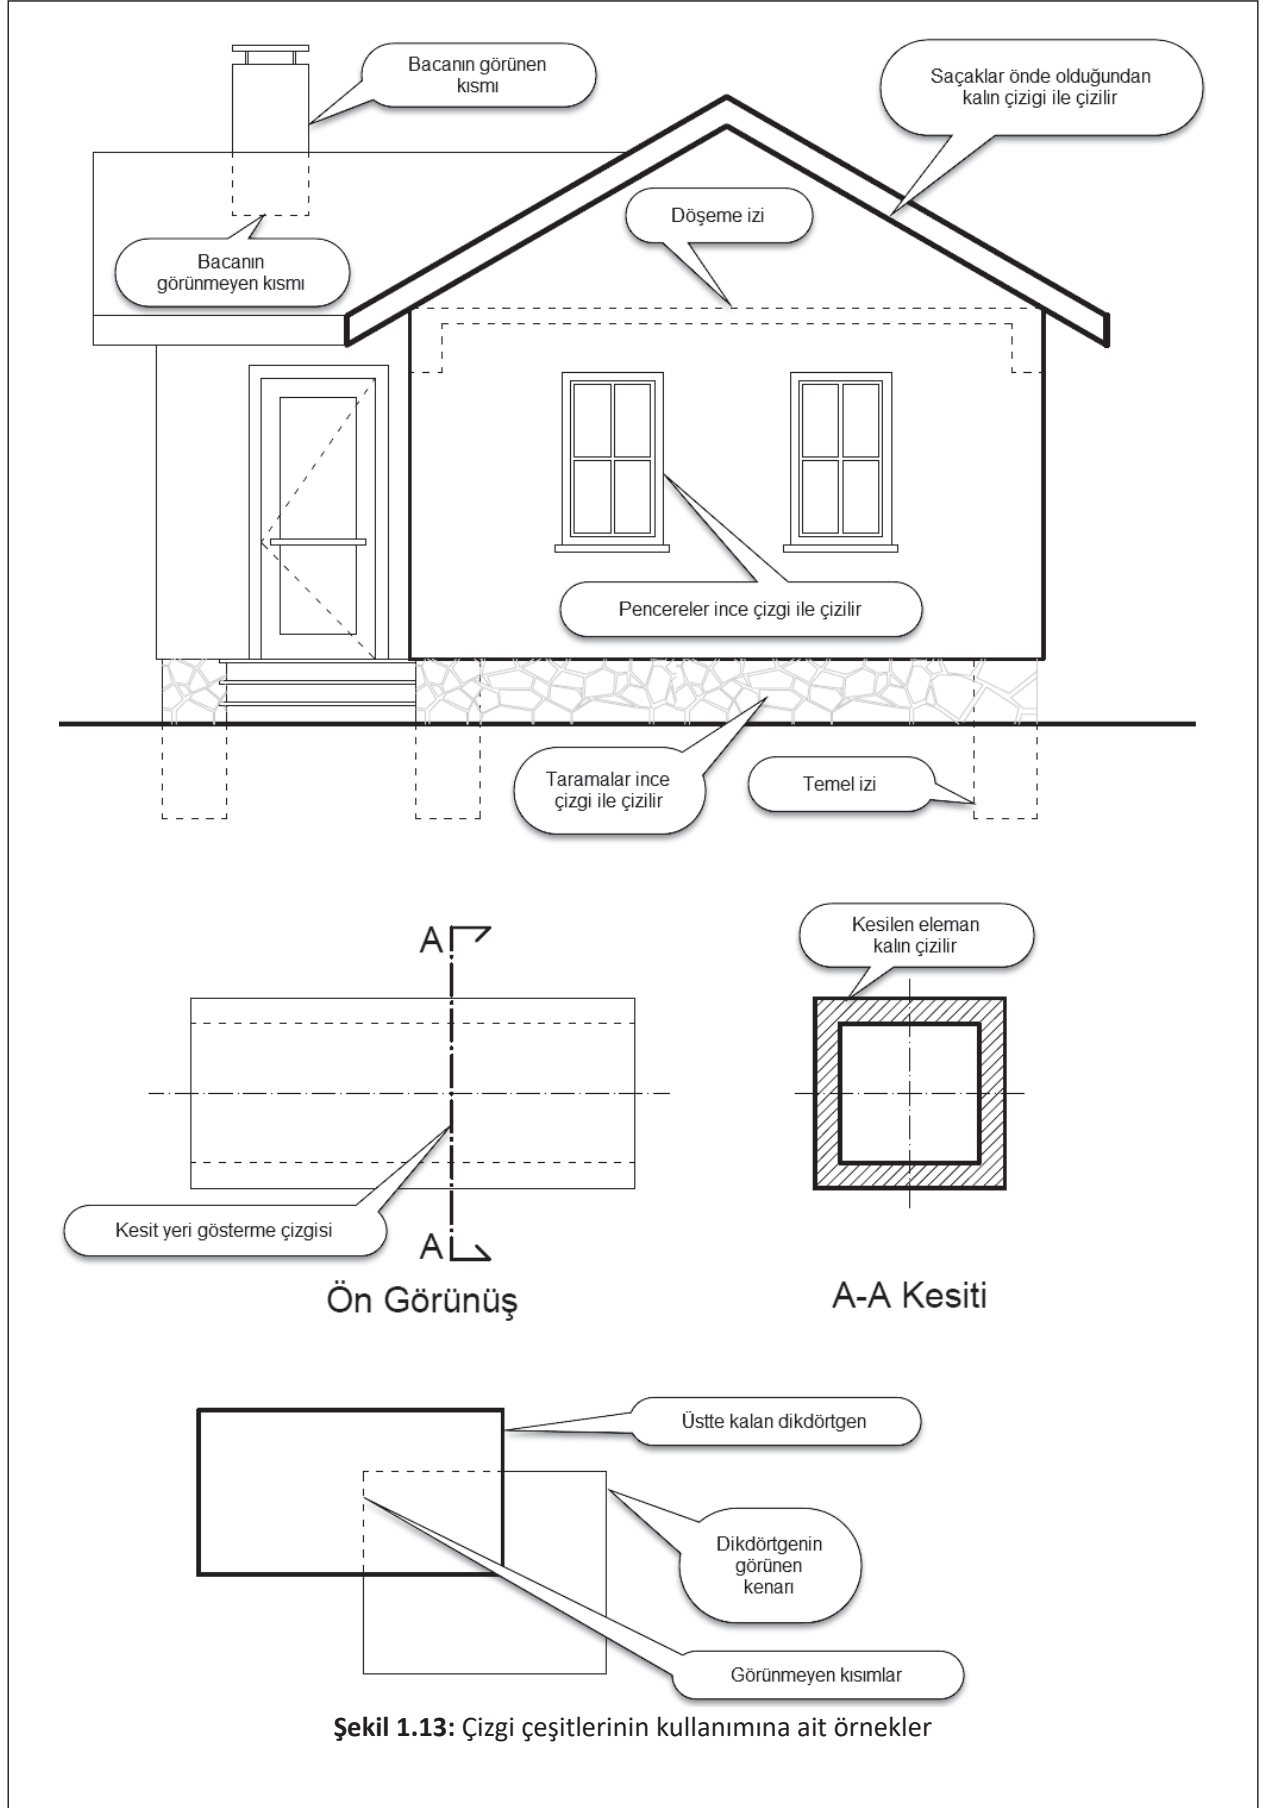 Bacanın görünen
kısmı
Saçaklar önde olduğundan
kalın çizigi ile çizilir
Döşeme izi
Bacanın
görünmeyen kısmı
Pencereler ince çizgi ile çizilir
Taramalar ince
çizgi ile çizilir
Temel izi
Kesilen eleman
kalın çizilir
A
Kesit yeri gösterme çizgisi
A
Ön Görünüş
A-A Kesiti
Üstte kalan dikdörtgen
Dikdörtgenin
görünen
kenarı
Görünmeyen kısımlar
Şekil 1.13: Çizgi çeşitlerinin kullanımına ait örnekler